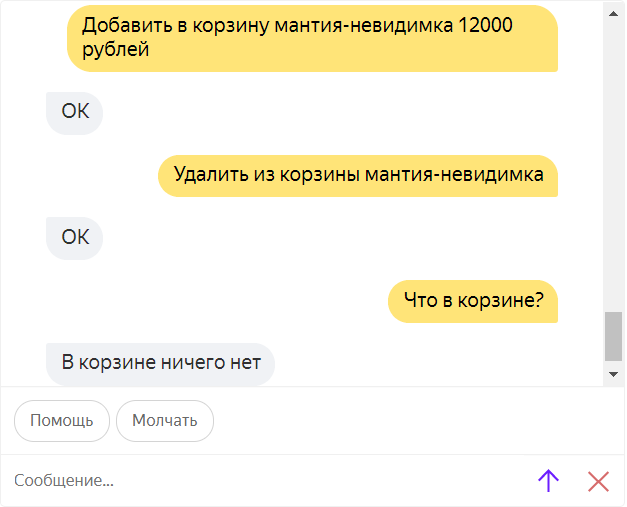 Добавить в корзину мантия-невидимка 12000
рублей
ОК
Удалить из корзины мантия-невидимка
ОК
Что в корзине?
В корзине ничего нет
Помощь Молчать
Сообщение...